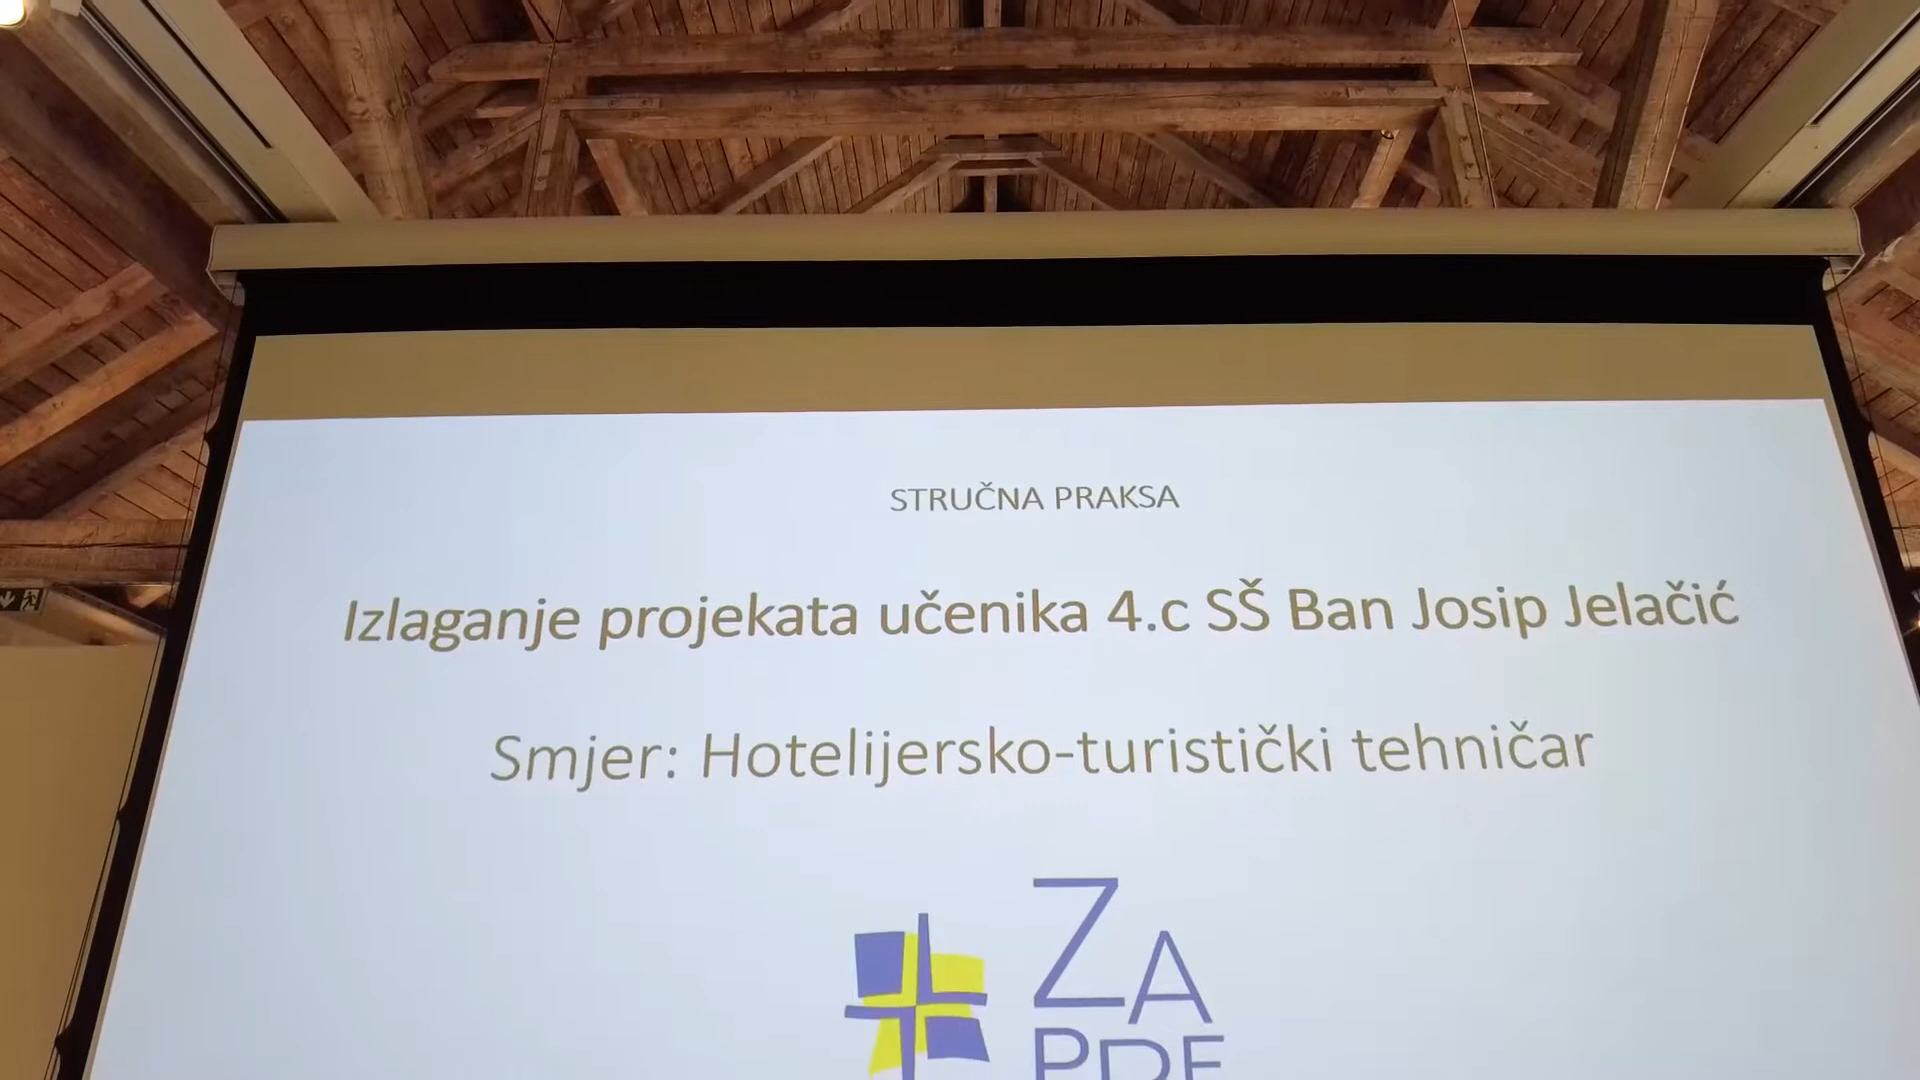 STRUČNA PRAKSA
Izlaganje projekata učenika 4.c SŠ Ban Josip Jelačić
Smjer: Hotelijersko-turistički tehničar
ZA